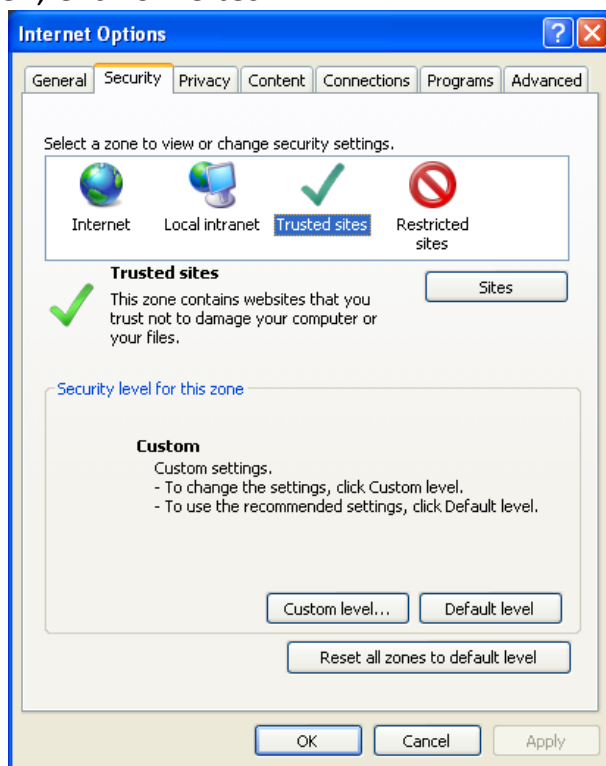 Internet Options
General Security Privacy Content Connections Programs Advanced
Select a zone to view or change security settings.
Internet Local intranet Trusted sites Restricted
sites
Trusted sites
Sites
This zone contains websites that you
trust not to damage your computer or
your files.
Security level for this zone
Custom
Custom settings.
- To change the settings, click Custom level.
- To use the recommended settings, click Default level.
Custom level... Default level
Reset all zones to default level
OK Cancel Apply